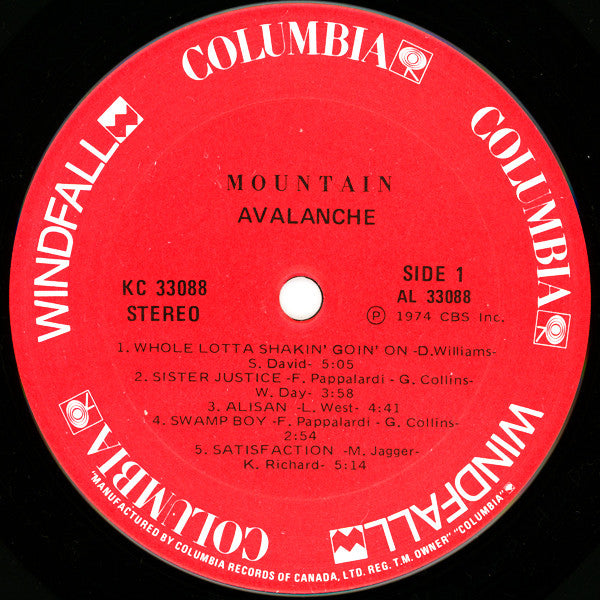 COLUMBIA
COLUMBIA
WINDFALL
MOUNTAIN
AVALANCHE
KC 33088
STEREO
SIDE 1
AL 33088
Ⓟ 1974 CBS Inc.
1. WHOLE LOTTA SHAKIN' GOIN' ON -D.Williams-
S. David- 5:05
2. SISTER JUSTICE -F. Pappalardi - G. Collins-
W. Day- 3:58
3. ALISAN -L. West- 4:41
4. SWAMP BOY -F. Pappalardi - G. Collins-
2:54
5. SATISFACTION -M. Jagger-
K. Richard- 5:14
COLUMBIA
WINDFALL
"MANUFACTURED BY COLUMBIA RECORDS OF CANADA, LTD. REG. T.M. OWNER "COLUMBIA"